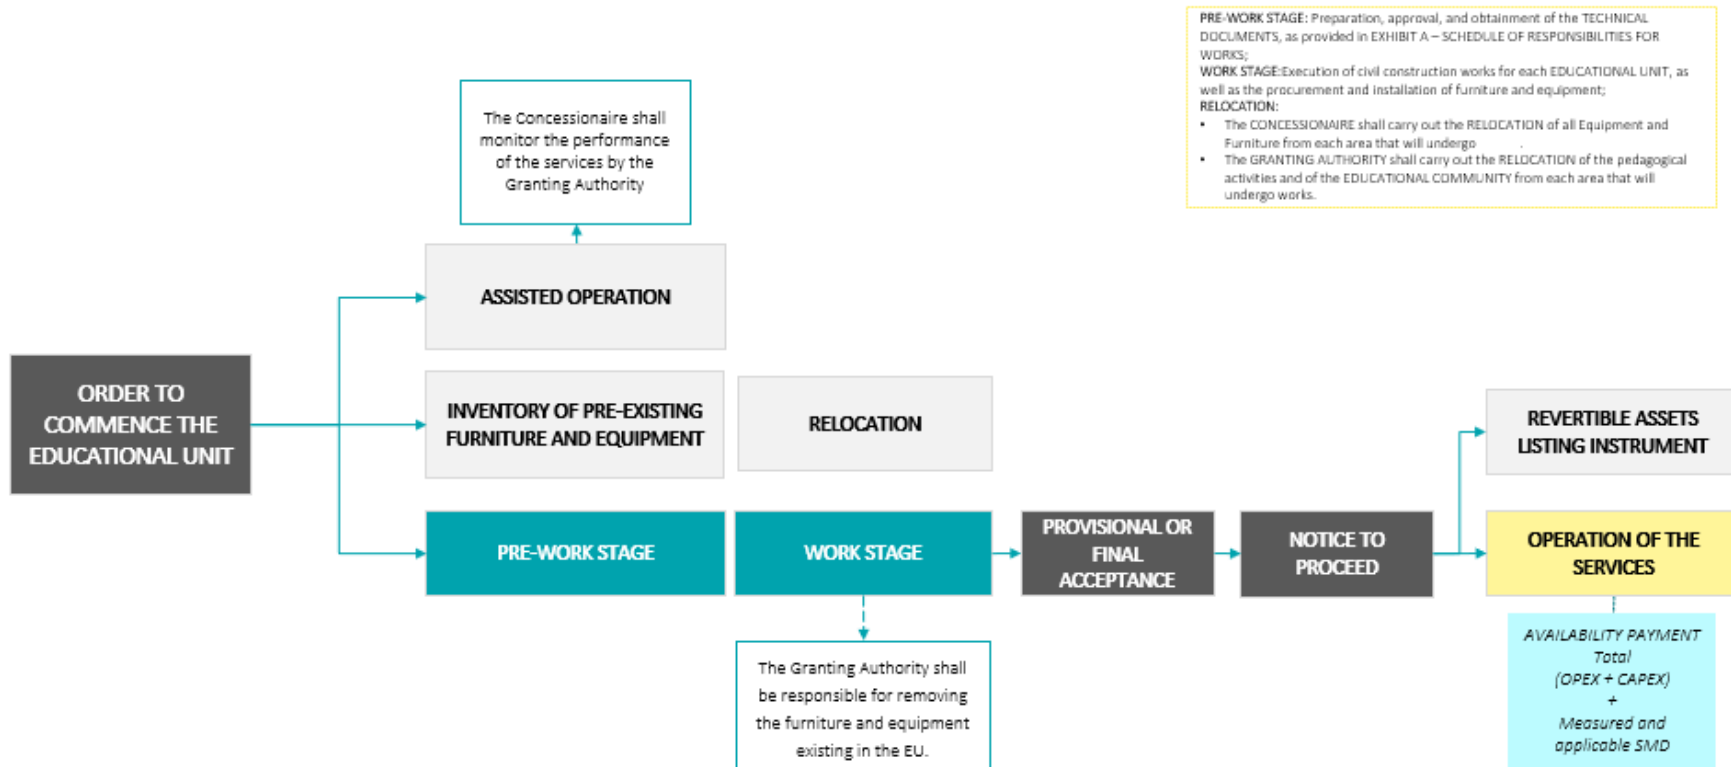 PRE-WORK STAGE: Preparation, approval, and obtainment of the TECHNICAL
DOCUMENTS, as provided in EXHIBIT A – SCHEDULE OF RESPONSIBILITIES FOR
WORKS;
WORK STAGE:Execution of civil construction works for each EDUCATIONAL UNIT, as
well as the procurement and installation of furniture and equipment;
RELOCATION:
▪ The CONCESSIONAIRE shall carry out the RELOCATION of all Equipment and
Furniture from each area that will undergo .
▪ The GRANTING AUTHORITY shall carry out the RELOCATION of the pedagogical
activities and of the EDUCATIONAL COMMUNITY from each area that will
undergo works.
The Concessionaire shall
monitor the performance
of the services by the
Granting Authority
ASSISTED OPERATION
ORDER TO
COMMENCE THE
EDUCATIONAL UNIT
INVENTORY OF PRE-EXISTING
FURNITURE AND EQUIPMENT
RELOCATION
REVERTIBLE ASSETS
LISTING INSTRUMENT
PRE-WORK STAGE
WORK STAGE
PROVISIONAL OR
FINAL
ACCEPTANCE
NOTICE TO
PROCEED
OPERATION OF THE
SERVICES
The Granting Authority shall
be responsible for removing
the furniture and equipment
existing in the EU.
AVAILABILITY PAYMENT
Total
(OPEX + CAPEX)
+
Measured and
applicable SMD